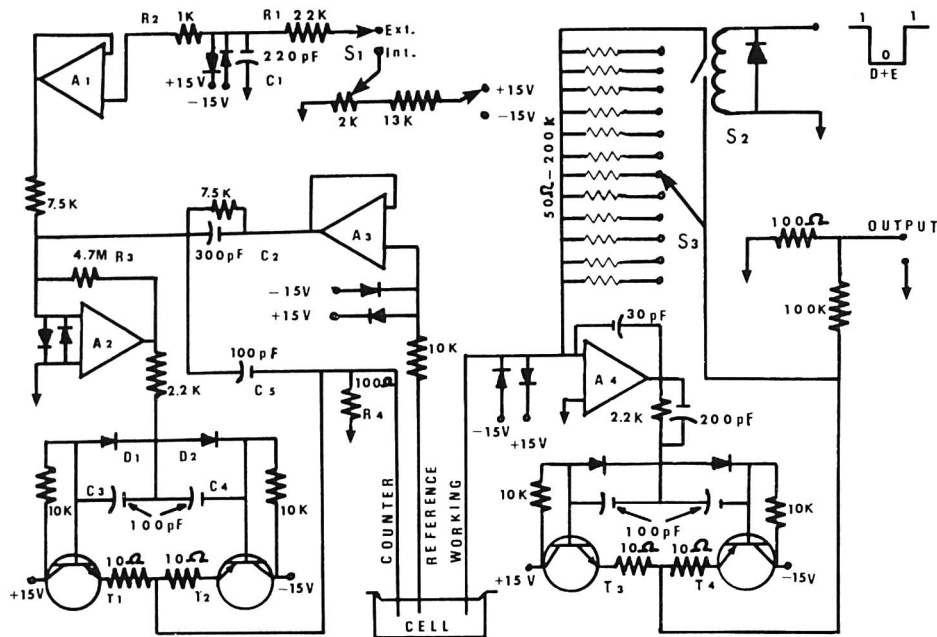 R2 1K
R1 22K
220pF
C1
+15V
-15V
S1
Ext.
Int.
2K
13K
+15V
-15V
A1
7.5K
4.7M R3
A2
2.2K
7.5K
300pF C2
A3
-15V
+15V
10K
100pF
C5
100Ω
R4
D1
D2
C3
C4
100pF
10K
10K
10Ω
10Ω
+15V
T1
T2
-15V
COUNTER
REFERENCE
WORKING
CELL
50Ω-200K
S3
S2
1
0
1
D+E
100Ω
OUTPUT
100K
30pF
A4
-15V
+15V
2.2K
200pF
10K
100pF
10K
10Ω
10Ω
+15V
T3
T4
-15V